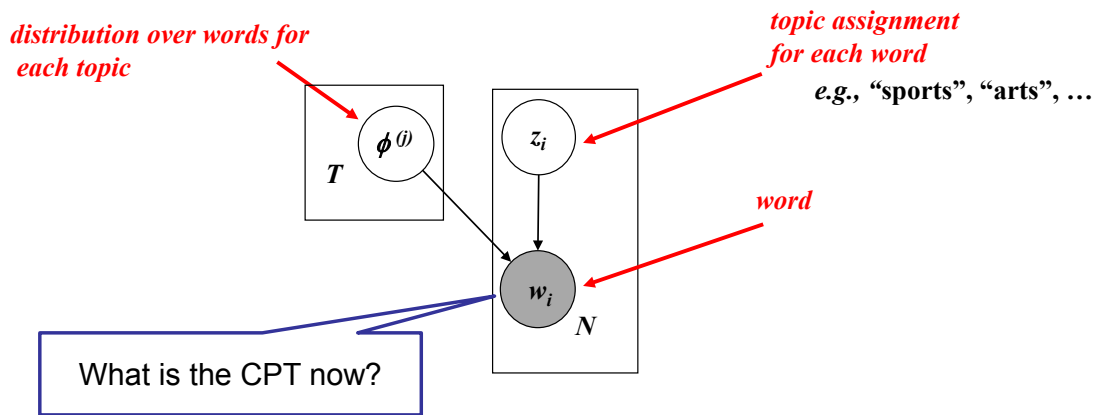 distribution over words for
each topic
topic assignment
for each word
e.g., “sports”, “arts”, …
ϕ(j)
T
zi
word
wi
N
What is the CPT now?